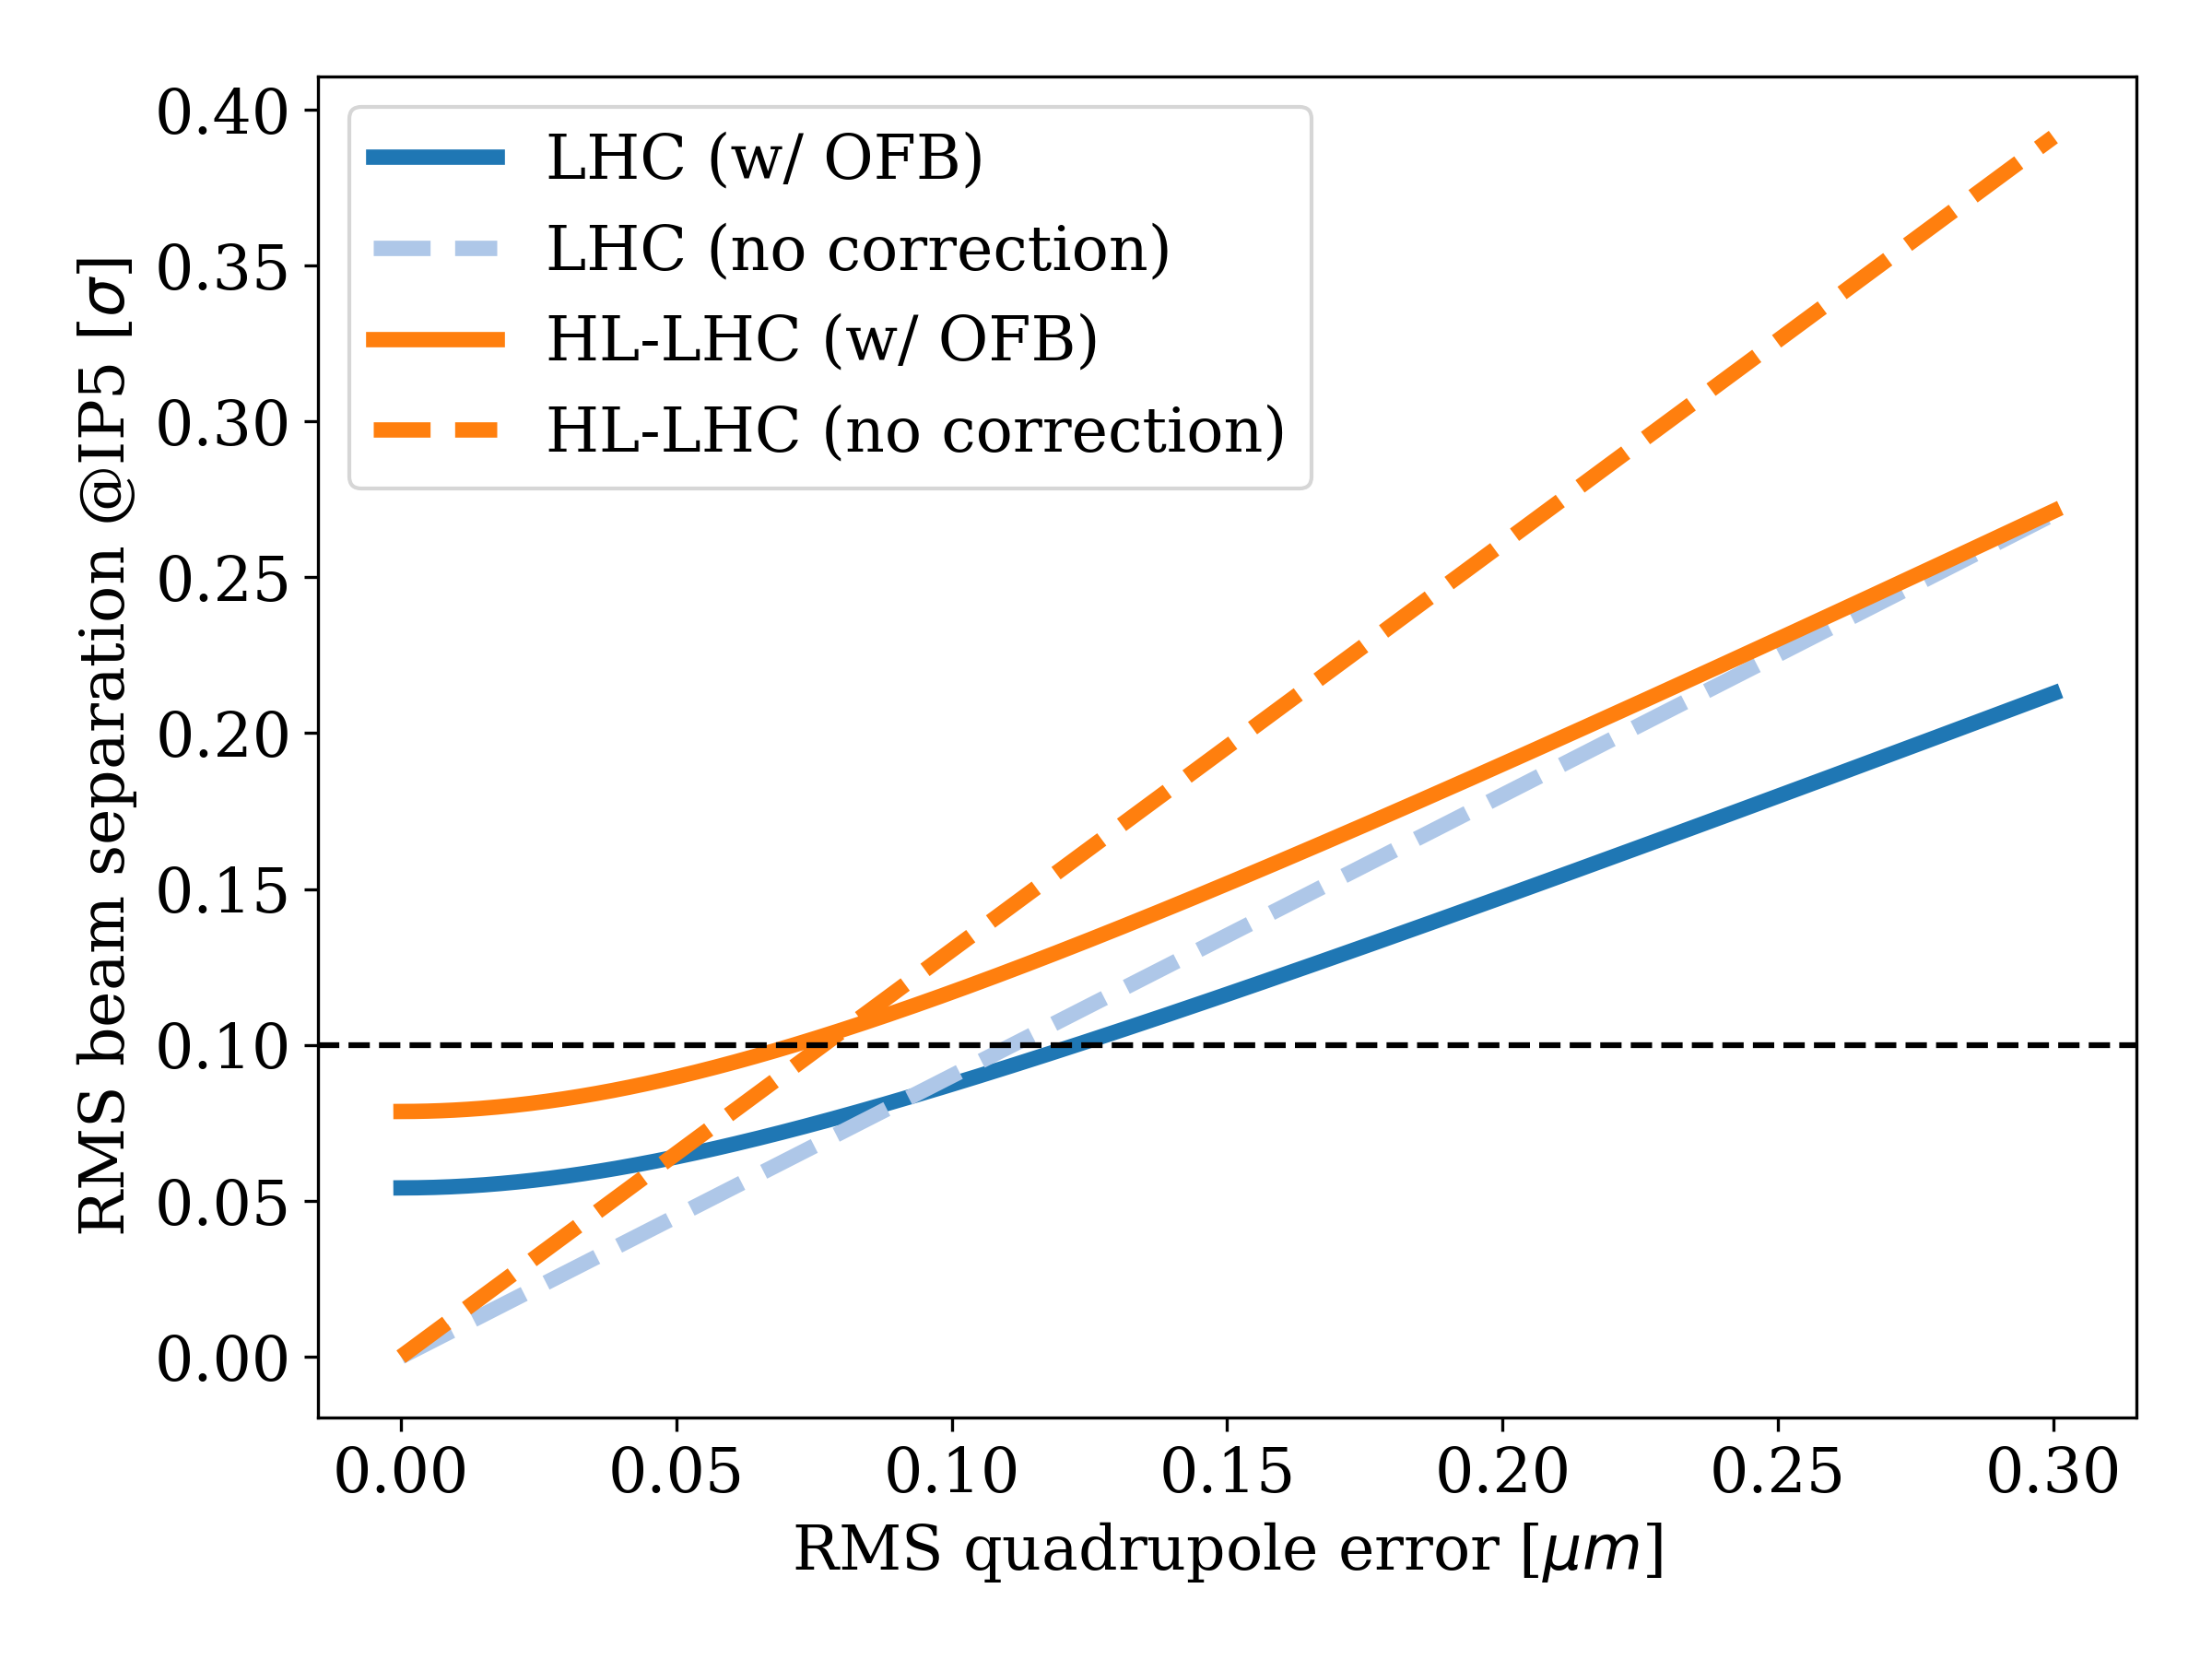 RMS beam separation @IP5 [σ]
0.40
0.35
0.30
0.25
0.20
0.15
0.10
0.05
0.00
LHC (w/ OFB)
LHC (no correction)
HL-LHC (w/ OFB)
HL-LHC (no correction)
0.00 0.05 0.10 0.15 0.20 0.25 0.30
RMS quadrupole error [μm]